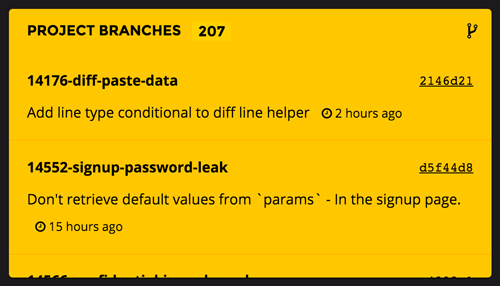 PROJECT BRANCHES 207
14176-diff-paste-data 2146d21
Add line type conditional to diff line helper 2 hours ago
14552-signup-password-leak d5f44d8
Don't retrieve default values from `params` - In the signup page.
15 hours ago